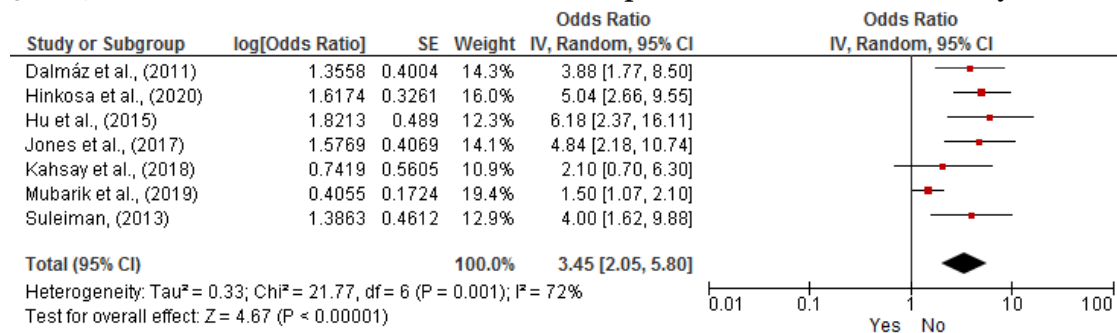 Odds Ratio Odds Ratio
Study or Subgroup log[Odds Ratio] SE Weight IV, Random, 95% CI IV, Random, 95% CI
Dalmáz et al., (2011) 1.3558 0.4004 14.3% 3.88 [1.77, 8.50]
Hinkosa et al., (2020) 1.6174 0.3261 16.0% 5.04 [2.66, 9.55]
Hu et al., (2015) 1.8213 0.489 12.3% 6.18 [2.37, 16.11]
Jones et al., (2017) 1.5769 0.4069 14.1% 4.84 [2.18, 10.74]
Kahsay et al., (2018) 0.7419 0.5605 10.9% 2.10 [0.70, 6.30]
Mubarik et al., (2019) 0.4055 0.1724 19.4% 1.50 [1.07, 2.10]
Suleiman, (2013) 1.3863 0.4612 12.9% 4.00 [1.62, 9.88]
Total (95% CI) 100.0% 3.45 [2.05, 5.80]
Heterogeneity: Tau² = 0.33; Chi² = 21.77, df = 6 (P = 0.001); I² = 72%
Test for overall effect: Z = 4.67 (P < 0.00001)
0.01 0.1 1 10 100
Yes No